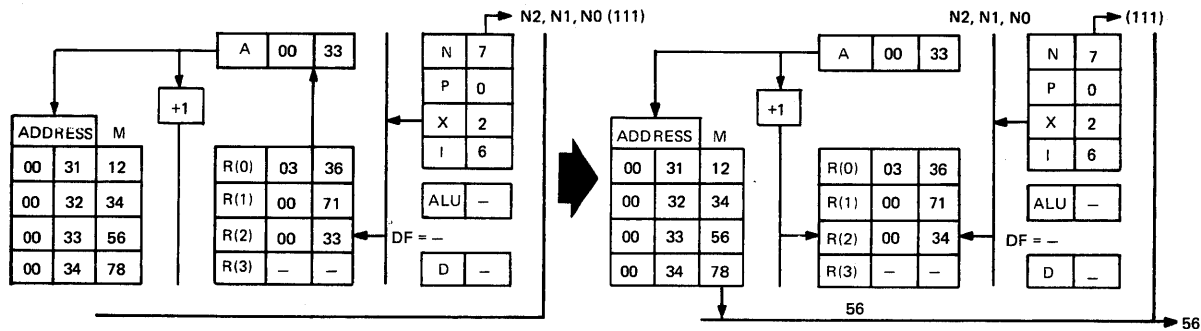 N2, N1, N0 (111)
A 00 33
+1
N 7
P 0
X 2
I 6
ADDRESS M
00 31 12
00 32 34
00 33 56
00 34 78
R(0) 03 36
R(1) 00 71
R(2) 00 33
R(3) – –
ALU –
DF = –
D –
N2, N1, N0 (111)
A 00 33
+1
N 7
P 0
X 2
I 6
ADDRESS M
00 31 12
00 32 34
00 33 56
00 34 78
R(0) 03 36
R(1) 00 71
R(2) 00 34
R(3) – –
ALU –
DF = –
D –
56
56